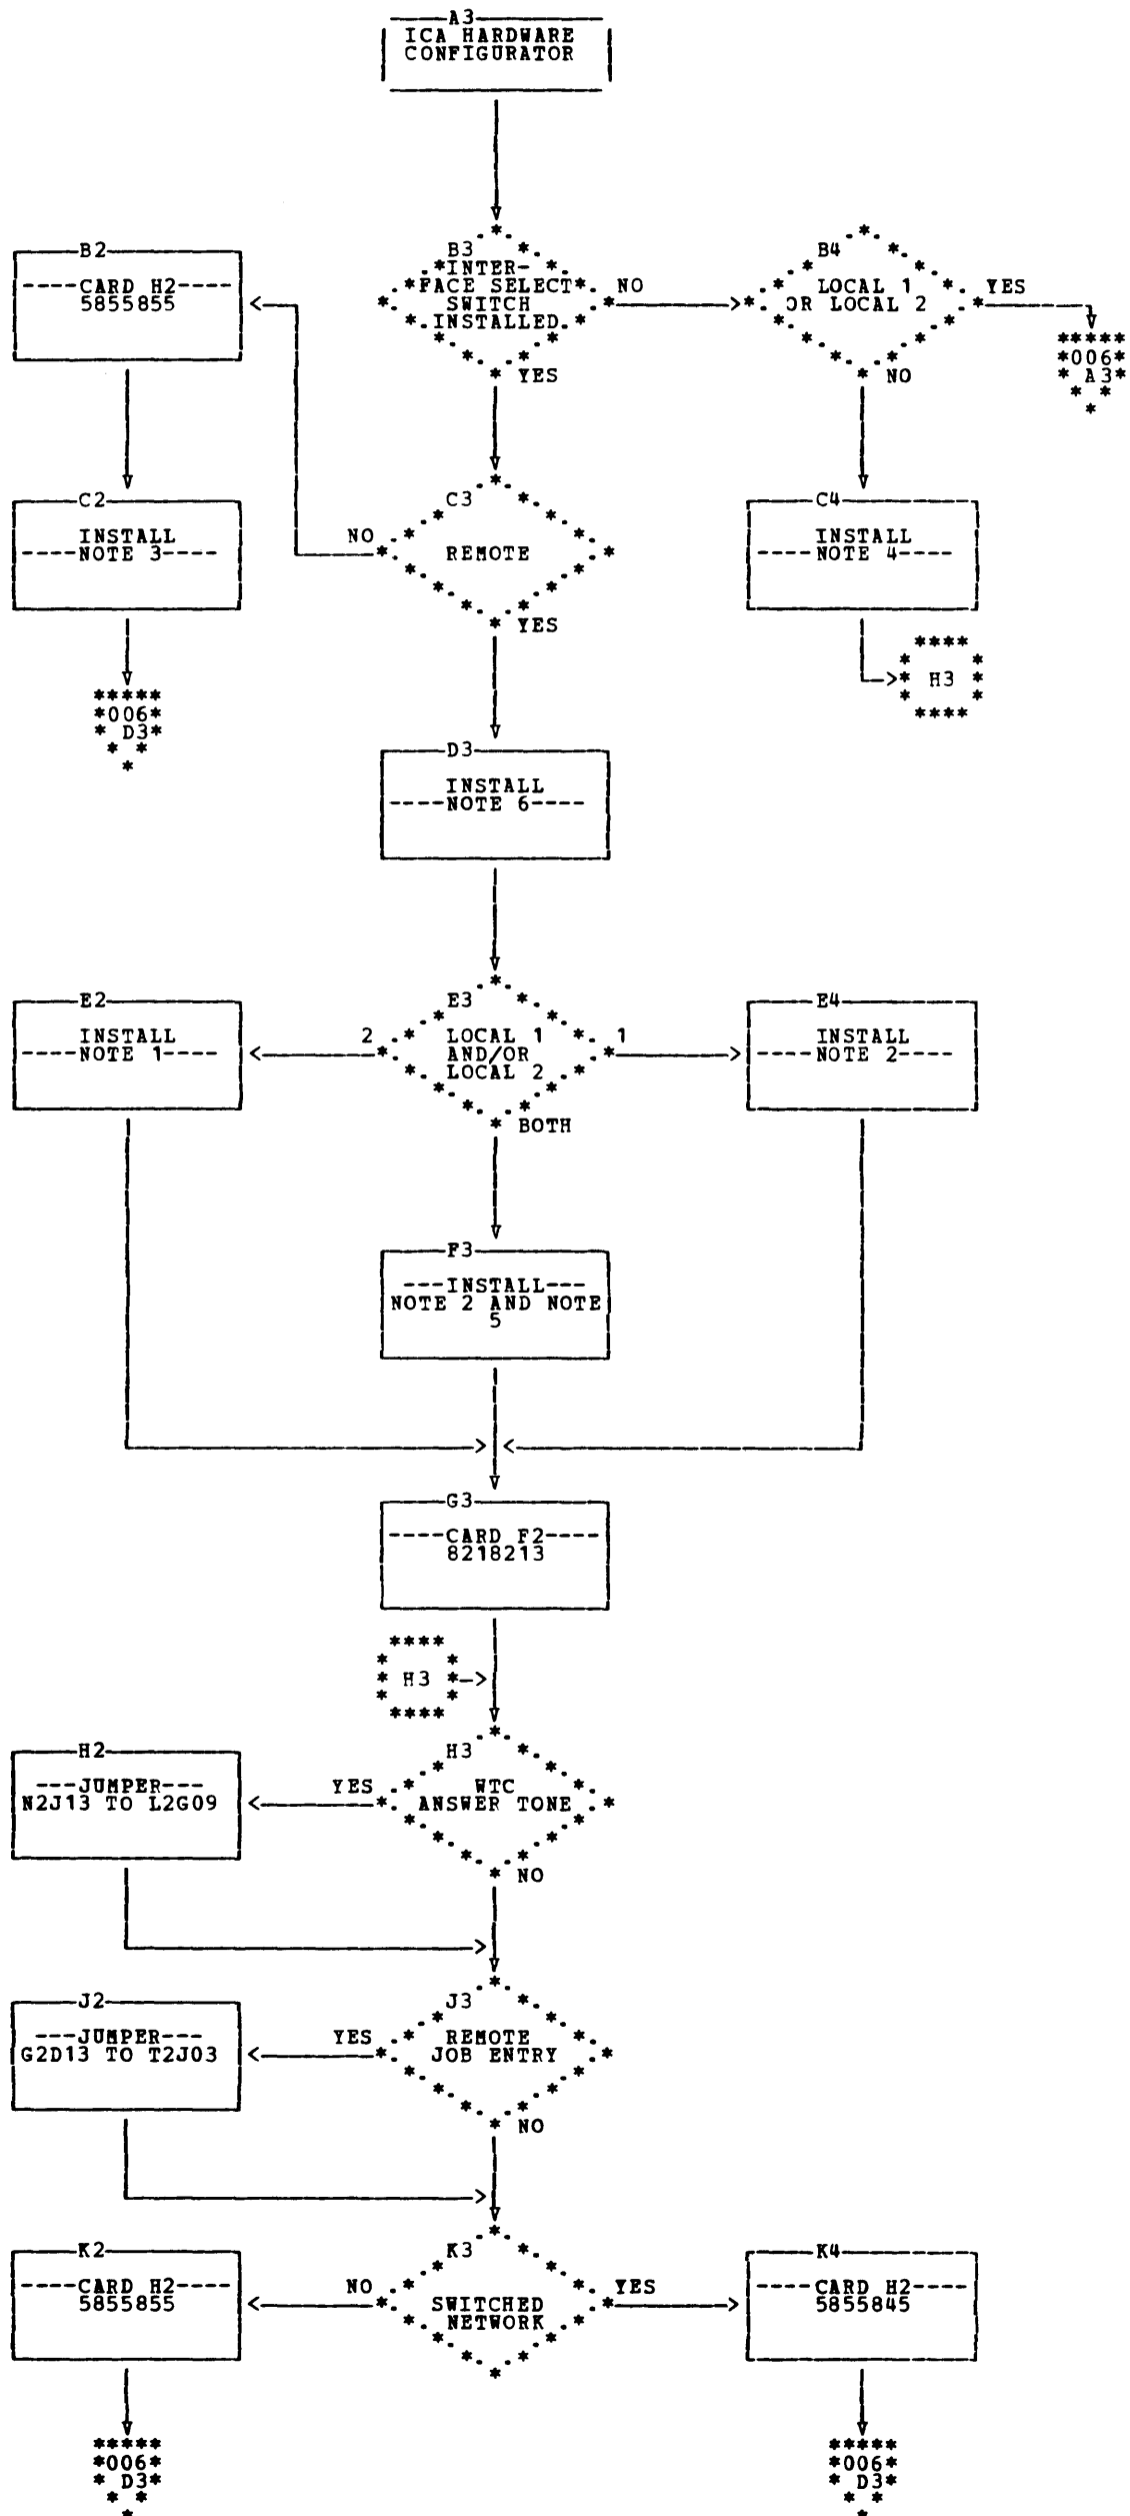 A3
ICA HARDWARE
CONFIGURATOR
B2
----CARD H2----
5855855
B3
INTER-
FACE SELECT
SWITCH
INSTALLED
NO
YES
B4
LOCAL 1
OR LOCAL 2
YES
NO
*006*
A3
C2
INSTALL
----NOTE 3----
*006*
D3
C3
REMOTE
NO
YES
C4
INSTALL
----NOTE 4----
H3
D3
INSTALL
----NOTE 6----
E2
INSTALL
----NOTE 1----
E3
LOCAL 1
AND/OR
LOCAL 2
2
1
BOTH
E4
INSTALL
----NOTE 2----
F3
---INSTALL---
NOTE 2 AND NOTE
5
G3
----CARD F2----
8218213
H3
H2
---JUMPER---
N2J13 TO L2G09
H3
WTC
ANSWER TONE
YES
NO
J2
---JUMPER---
G2D13 TO T2J03
J3
REMOTE
JOB ENTRY
YES
NO
K2
----CARD H2----
5855855
K3
SWITCHED
NETWORK
NO
YES
K4
----CARD H2----
5855845
*006*
D3
*006*
D3